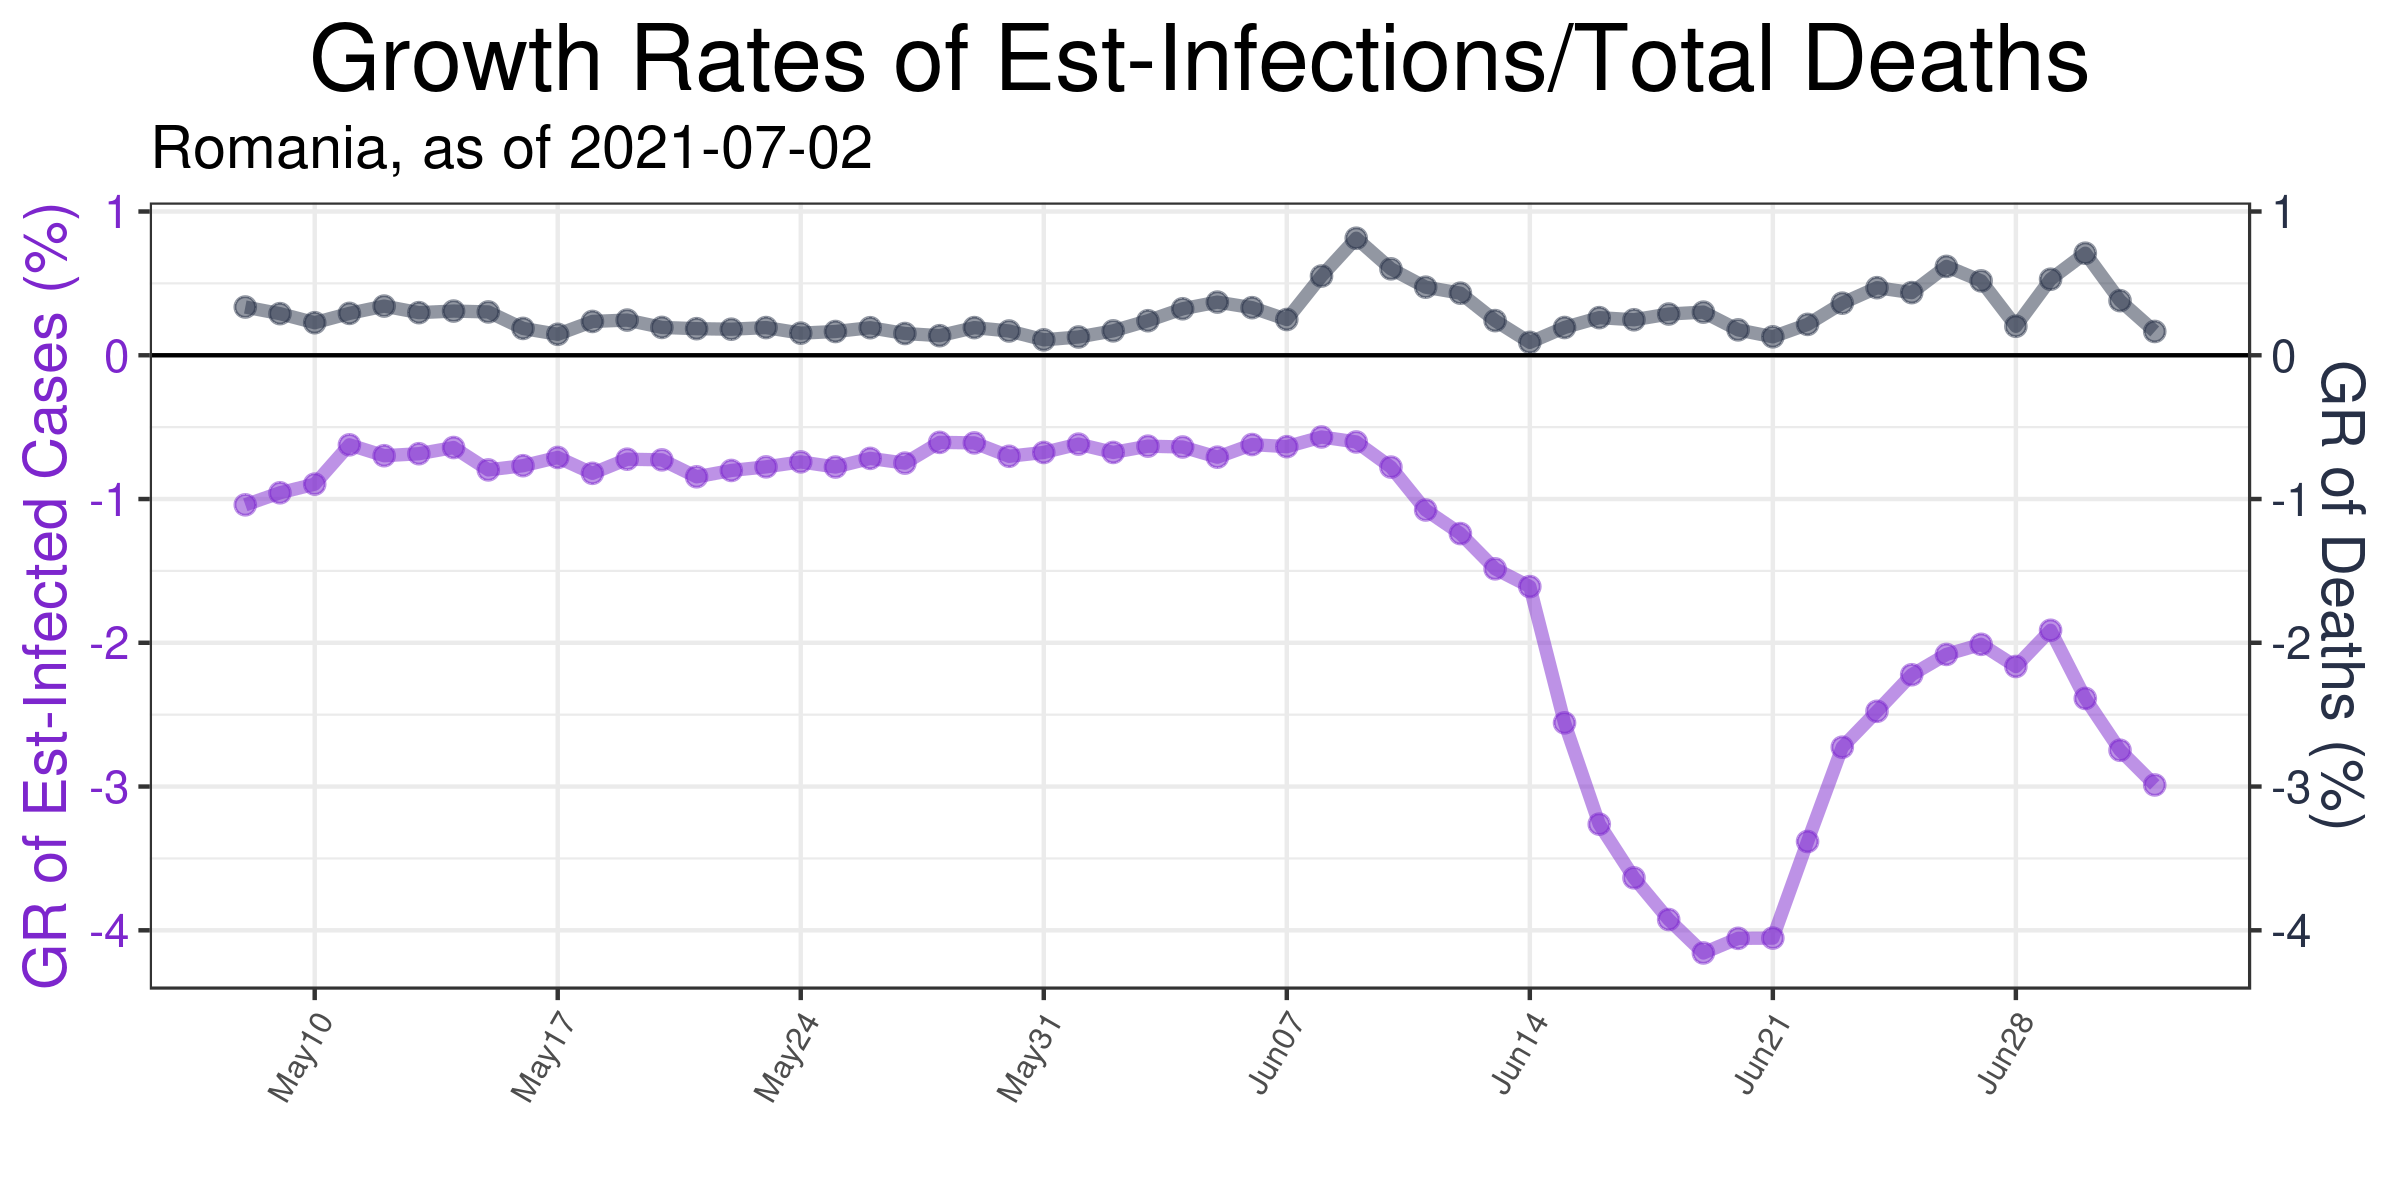 Growth Rates of Est-Infections/Total Deaths
Romania, as of 2021-07-02
GR of Est-Infected Cases (%)
1
0
-1
-2
-3
-4
1
0
-1
-2
-3
-4
GR of Deaths (%)
May10
May17
May24
May31
Jun07
Jun14
Jun21
Jun28